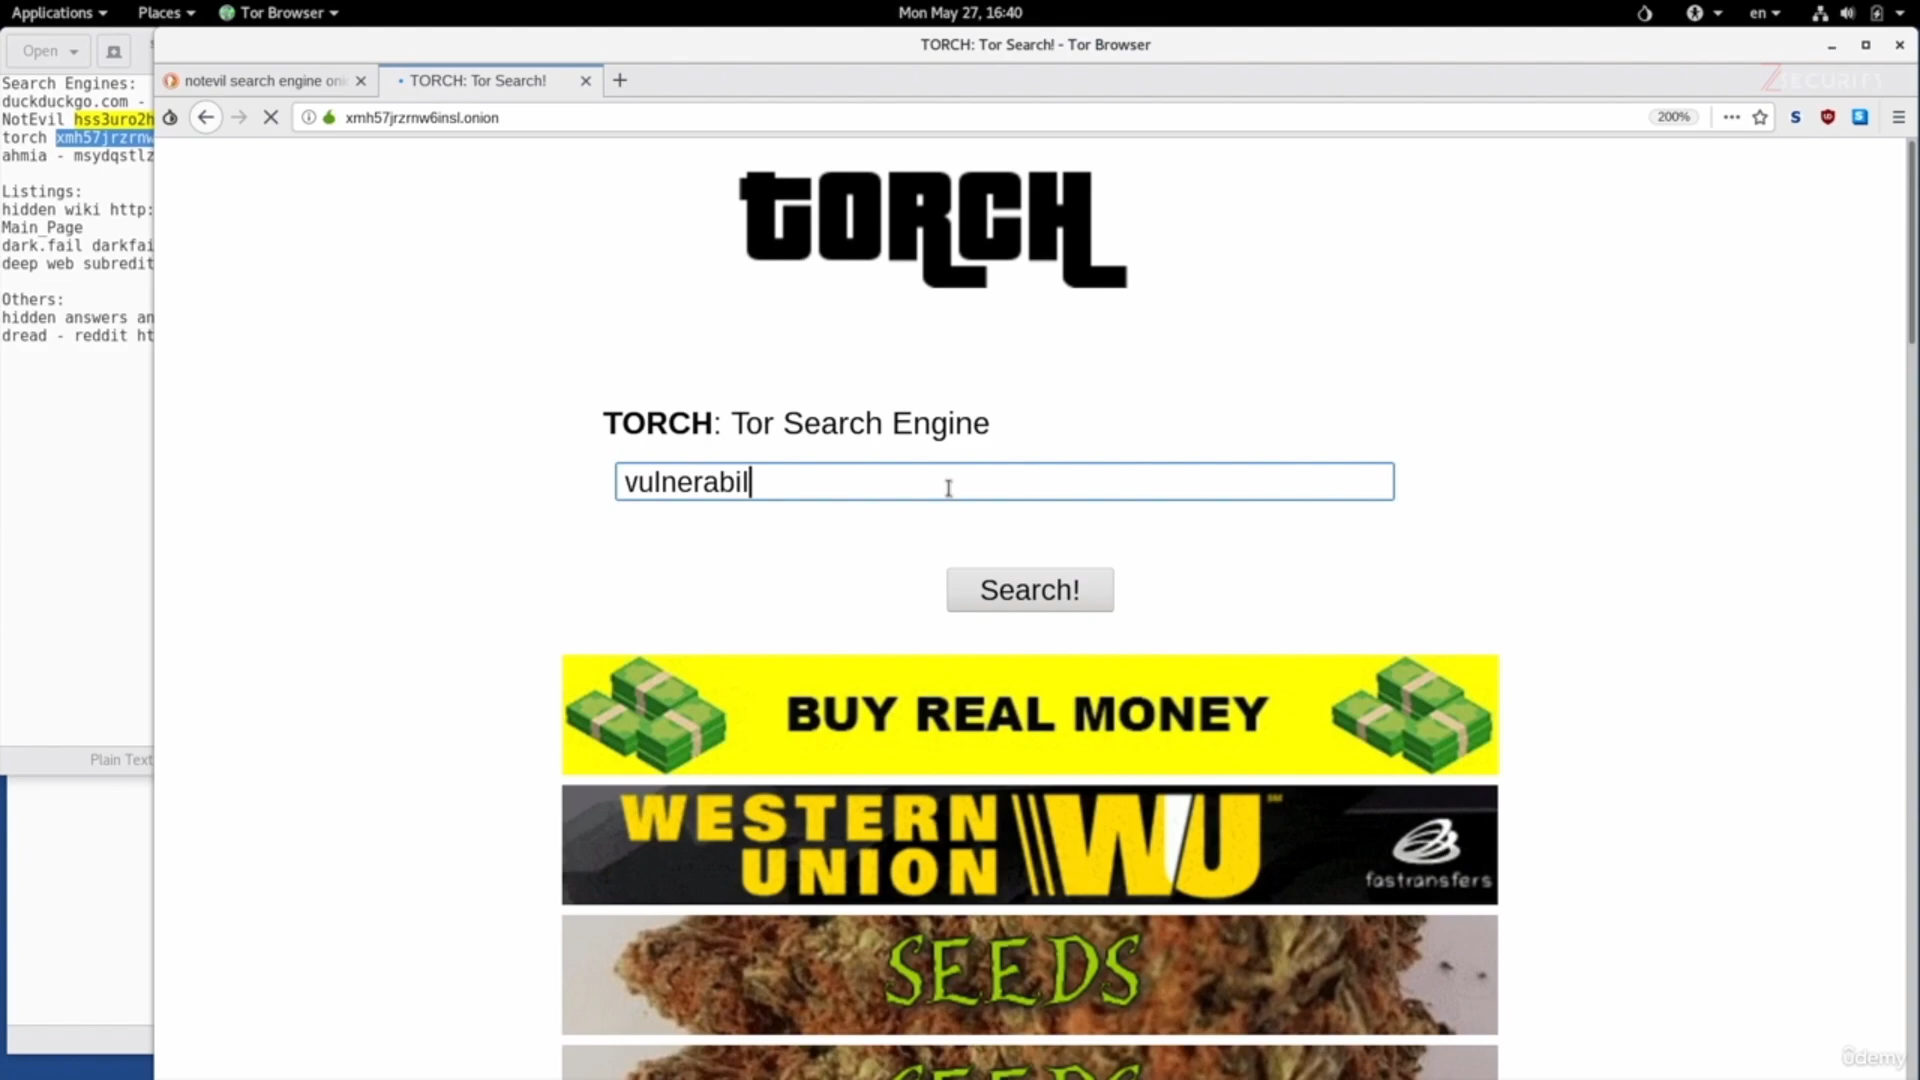 Applications Places Tor Browser Mon May 27, 16:40 en
Open
TORCH: Tor Search! - Tor Browser
notevil search engine oni TORCH: Tor Search!
ZSECURITY
xmh57jrzrnw6insl.onion 200%
Search Engines:
duckduckgo.com -
NotEvil hss3uro2h
torch xmh57jrzrnw
ahmia - msydqstlz
Listings:
hidden wiki http:
Main_Page
dark.fail darkfai
deep web subredit
Others:
hidden answers an
dread - reddit ht
Plain Text
TORCH
TORCH: Tor Search Engine
vulnerabil
Search!
BUY REAL MONEY
WESTERN UNION WU
fastransfers
SEEDS
SEEDS
ûdemy